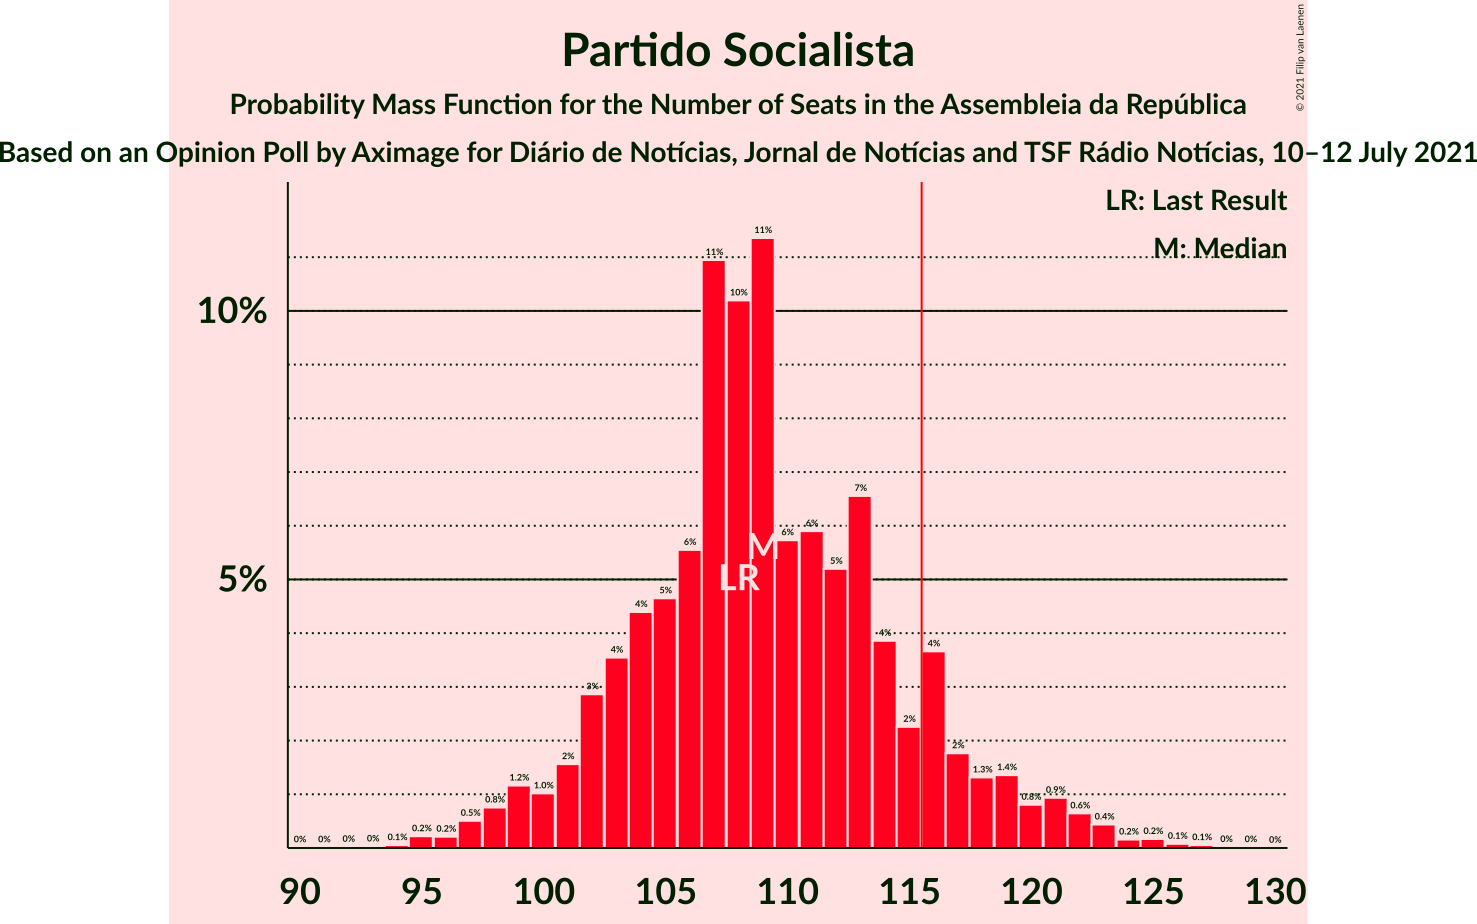 Partido Socialista
Probability Mass Function for the Number of Seats in the Assembleia da República
Based on an Opinion Poll by Aximage for Diário de Notícias, Jornal de Notícias and TSF Rádio Notícias, 10–12 July 2021
© 2021 Filip van Laenen
LR: Last Result
M: Median
10%
5%
0% 0% 0% 0% 0.1% 0.2% 0.2% 0.5% 0.8% 1.2% 1.0% 2% 3% 4% 4% 5% 6% 11% 10% 11% 6% 6% 5% 7% 4% 2% 4% 2% 1.3% 1.4% 0.8% 0.9% 0.6% 0.4% 0.2% 0.2% 0.1% 0.1% 0% 0% 0%
M
LR
90 95 100 105 110 115 120 125 130